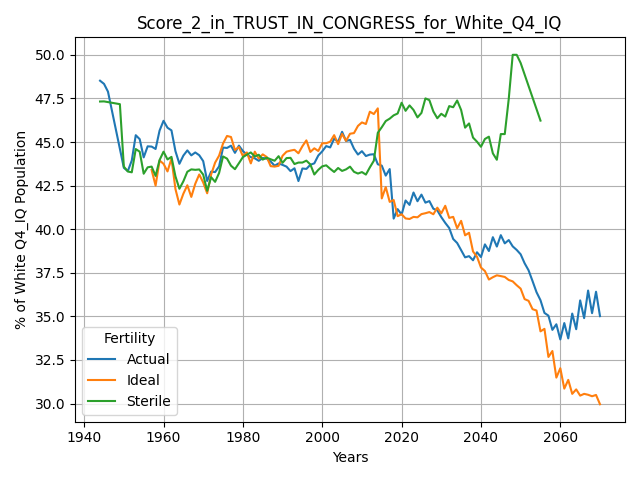 Score_2_in_TRUST_IN_CONGRESS_for_White_Q4_IQ
% of White Q4_IQ Population
50.0
47.5
45.0
42.5
40.0
37.5
35.0
32.5
30.0
Fertility
Actual
Ideal
Sterile
1940
1960
1980
2000
2020
2040
2060
Years